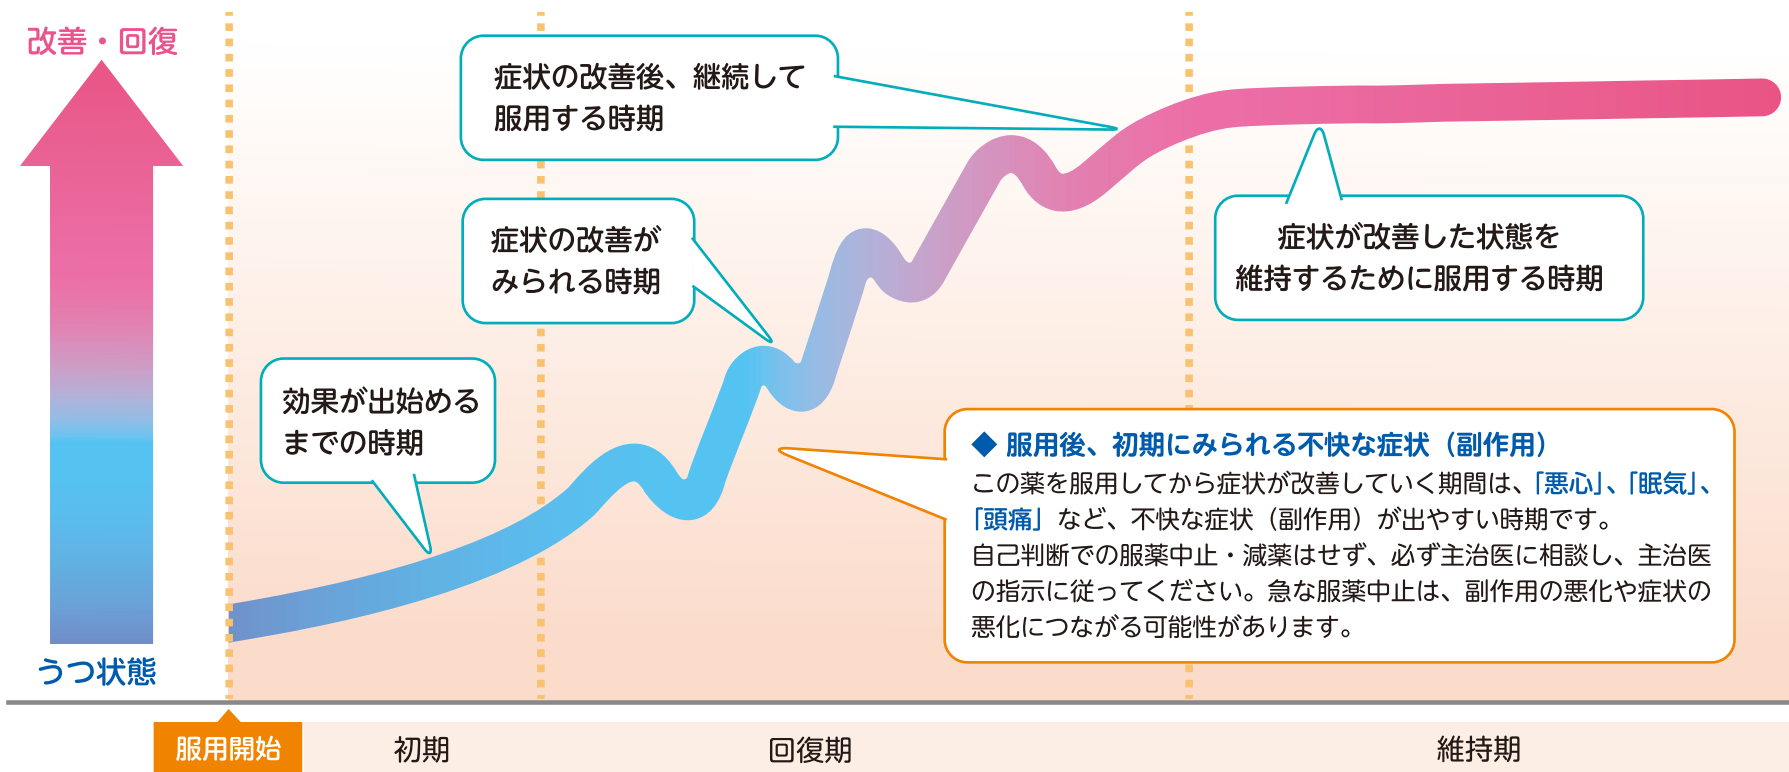 改善・回復
うつ状態
症状の改善後、継続して
服用する時期
症状の改善が
みられる時期
効果が出始める
までの時期
症状が改善した状態を
維持するために服用する時期
◆ 服用後、初期にみられる不快な症状（副作用）
この薬を服用してから症状が改善していく期間は、「悪心」、「眠気」、
「頭痛」など、不快な症状（副作用）が出やすい時期です。
自己判断での服薬中止・減薬はせず、必ず主治医に相談し、主治医
の指示に従ってください。急な服薬中止は、副作用の悪化や症状の
悪化につながる可能性があります。
服用開始
初期
回復期
維持期